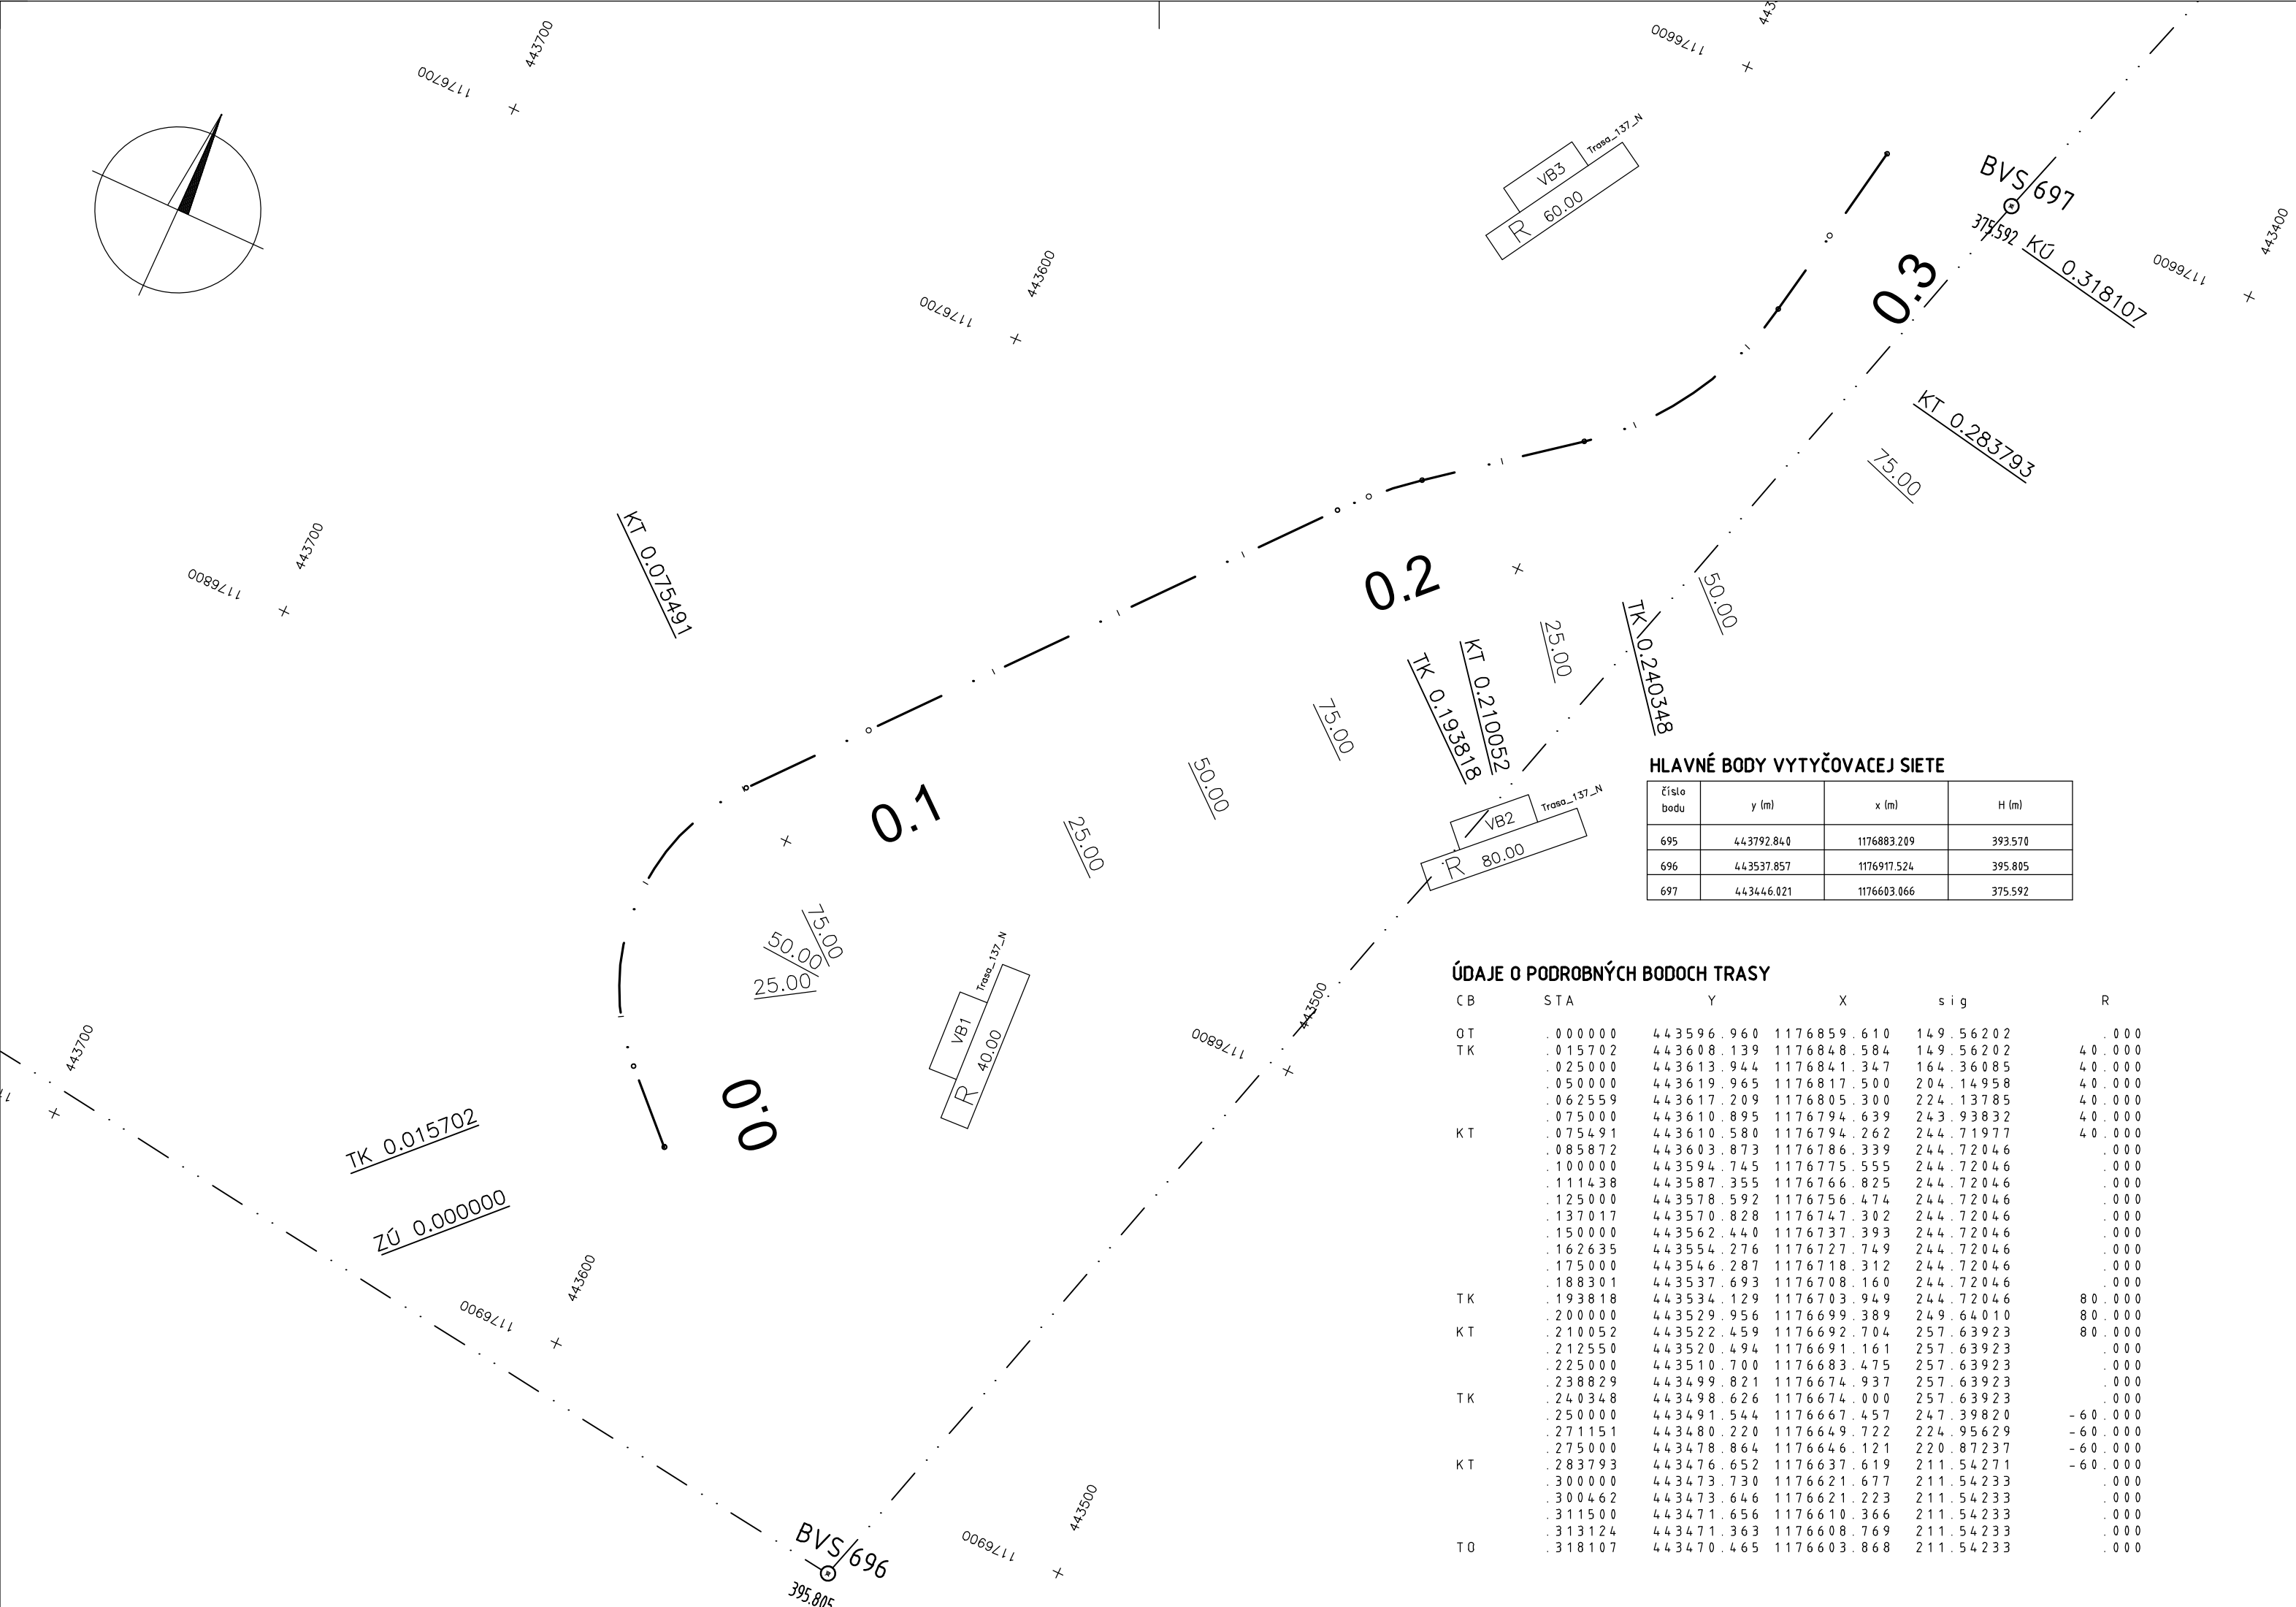 443700
1176700
1176600
443600
1176700
443700
1176800
VB3
Trasa_137_N
R 60.00
BVS 697
375.592
KÚ 0.318107
443400
1176600
0.3
KT 0.283793
75.00
KT 0.075491
0.2
50.00
25.00
TK 0.240348
KT 0.210052
TK 0.193818
75.00
50.00
25.00
0.1
VB2
Trasa_137_N
R 80.00
75.00
50.00
25.00
VB1
Trasa_137_N
R 40.00
443500
1176800
443700
0.0
TK 0.015702
ZÚ 0.000000
443600
1176900
443500
1176900
BVS 696
395.805
HLAVNÉ BODY VYTYČOVACEJ SIETE
číslo bodu y (m) x (m) H (m)
695 443792.840 1176883.209 393.570
696 443537.857 1176917.524 395.805
697 443446.021 1176603.066 375.592
ÚDAJE O PODROBNÝCH BODOCH TRASY
CB STA Y X sig R
OT .000000 443596.960 1176859.610 149.56202 .000
TK .015702 443608.139 1176848.584 149.56202 40.000
.025000 443613.944 1176841.347 164.36085 40.000
.050000 443619.965 1176817.500 204.14958 40.000
.062559 443617.209 1176805.300 224.13785 40.000
.075000 443610.895 1176794.639 243.93832 40.000
KT .075491 443610.580 1176794.262 244.71977 40.000
.085872 443603.873 1176786.339 244.72046 .000
.100000 443594.745 1176775.555 244.72046 .000
.111438 443587.355 1176766.825 244.72046 .000
.125000 443578.592 1176756.474 244.72046 .000
.137017 443570.828 1176747.302 244.72046 .000
.150000 443562.440 1176737.393 244.72046 .000
.162635 443554.276 1176727.749 244.72046 .000
.175000 443546.287 1176718.312 244.72046 .000
.188301 443537.693 1176708.160 244.72046 .000
TK .193818 443534.129 1176703.949 244.72046 80.000
.200000 443529.956 1176699.389 249.64010 80.000
KT .210052 443522.459 1176692.704 257.63923 80.000
.212550 443520.494 1176691.161 257.63923 .000
.225000 443510.700 1176683.475 257.63923 .000
.238829 443499.821 1176674.937 257.63923 .000
TK .240348 443498.626 1176674.000 257.63923 .000
.250000 443491.544 1176667.457 247.39820 -60.000
.271151 443480.220 1176649.722 224.95629 -60.000
.275000 443478.864 1176646.121 220.87237 -60.000
KT .283793 443476.652 1176637.619 211.54271 -60.000
.300000 443473.730 1176621.677 211.54233 .000
.300462 443473.646 1176621.223 211.54233 .000
.311500 443471.656 1176610.366 211.54233 .000
.313124 443471.363 1176608.769 211.54233 .000
TO .318107 443470.465 1176603.868 211.54233 .000